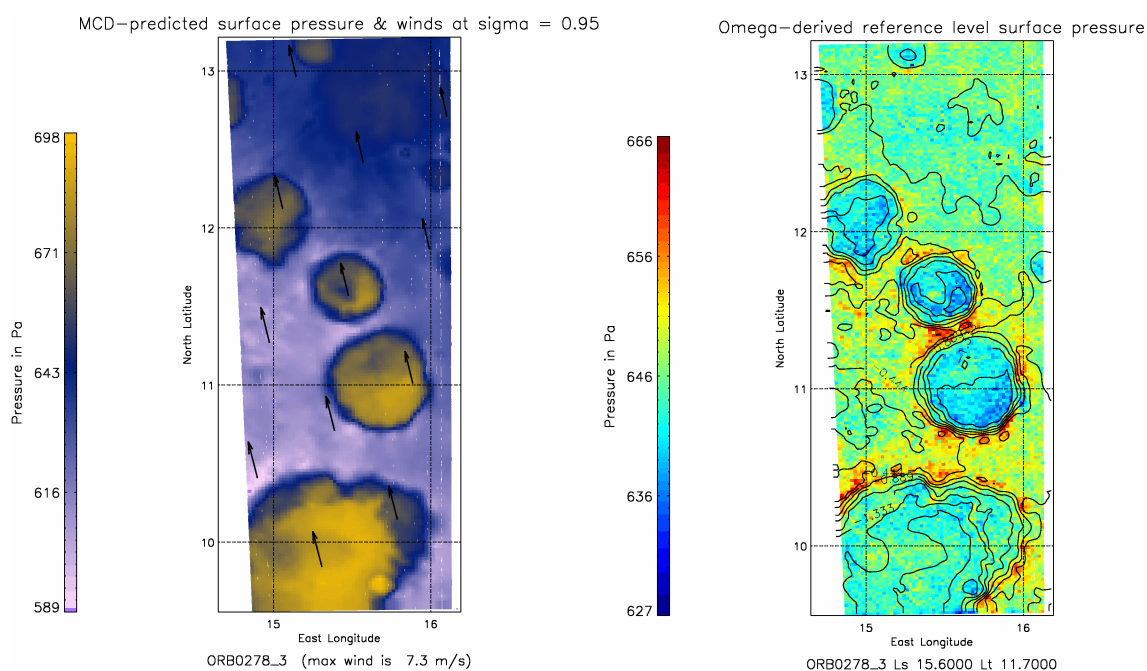 MCD-predicted surface pressure & winds at sigma = 0.95
698
671
643
616
589
Pressure in Pa
North Latitude
13
12
11
10
15
16
East Longitude
ORB0278_3 (max wind is 7.3 m/s)
Omega-derived reference level surface pressure
666
656
646
636
627
Pressure in Pa
North Latitude
13
12
11
10
-1.333
15
16
East Longitude
ORB0278_3 Ls 15.6000 Lt 11.7000